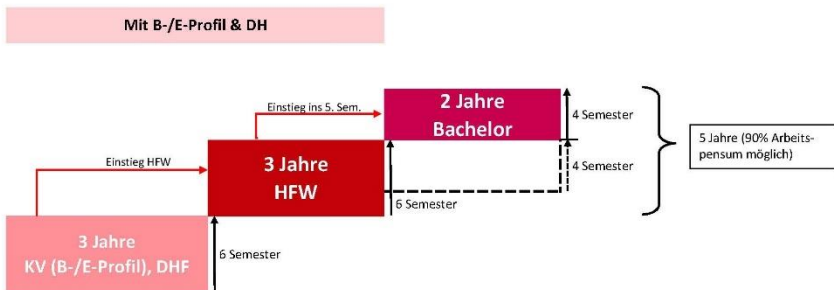 Mit B-/E-Profil & DH
Einstieg ins 5. Sem.
2 Jahre
Bachelor
4 Semester
5 Jahre (90% Arbeits-
pensum möglich)
Einstieg HFW
3 Jahre
HFW
4 Semester
6 Semester
3 Jahre
KV (B-/E-Profil), DHF
6 Semester